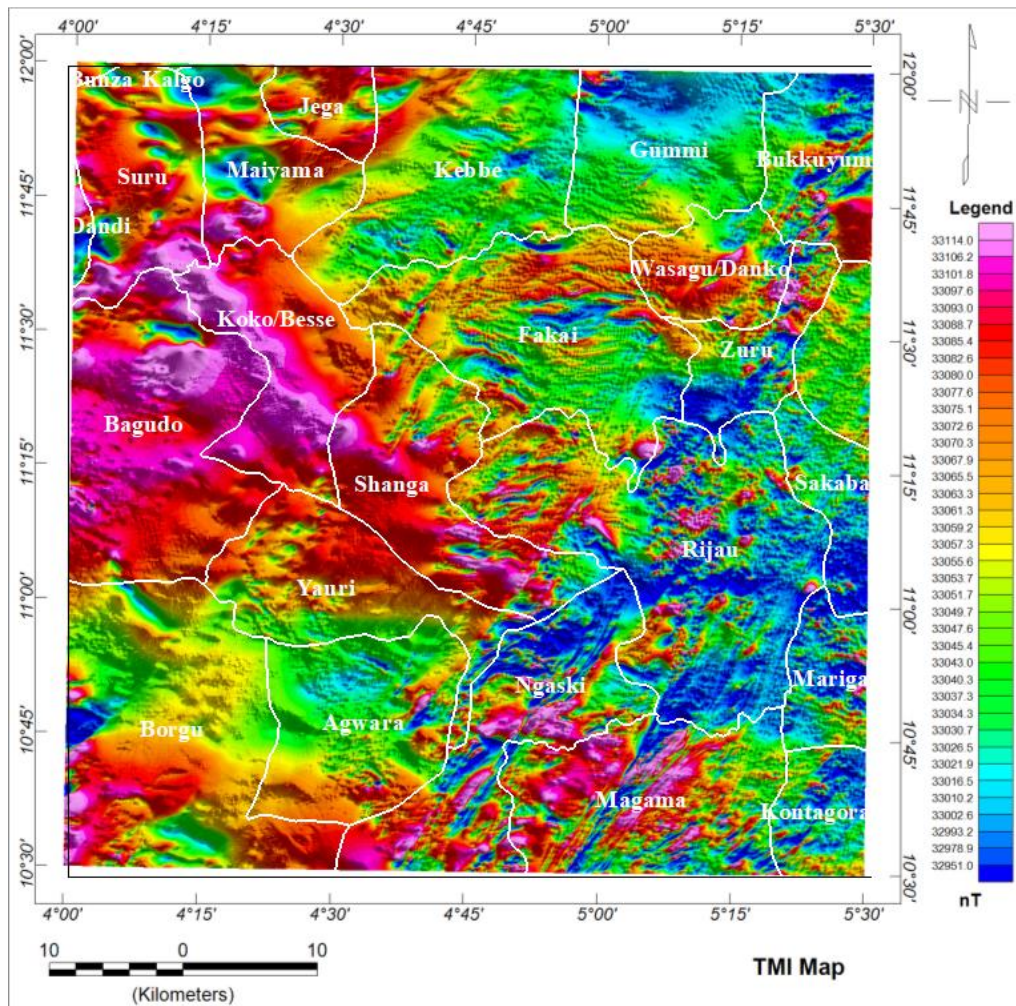 4°00' 4°15' 4°30' 4°45' 5°00' 5°15' 5°30'
12°00' 12°00'
Bunza Kalgo
Jega
Gummi
Bukkuyum
Kebbe
Maiyama
Suru
11°45' 11°45'
Dandi
Wasagu/Danko
Koko/Besse
11°30' 11°30'
Fakai
Zuru
Bagudo
11°15' 11°15'
Shanga
Sakaba
Rijau
11°00' 11°00'
Yauri
Ngaski
Mariga
10°45' 10°45'
Borgu
Agwara
Magama
Kontagora
10°30' 10°30'
4°00' 4°15' 4°30' 4°45' 5°00' 5°15' 5°30'
N
Legend
33114.0
33106.2
33101.8
33097.6
33093.0
33088.7
33085.4
33082.6
33080.0
33077.6
33075.1
33072.6
33070.3
33067.9
33065.5
33063.3
33061.3
33059.2
33057.3
33055.6
33053.7
33051.7
33049.7
33047.6
33045.4
33043.0
33040.3
33037.3
33034.3
33030.7
33026.5
33021.9
33016.5
33010.2
33002.6
32993.2
32978.9
32951.0
nT
10 0 10
(Kilometers)
TMI Map